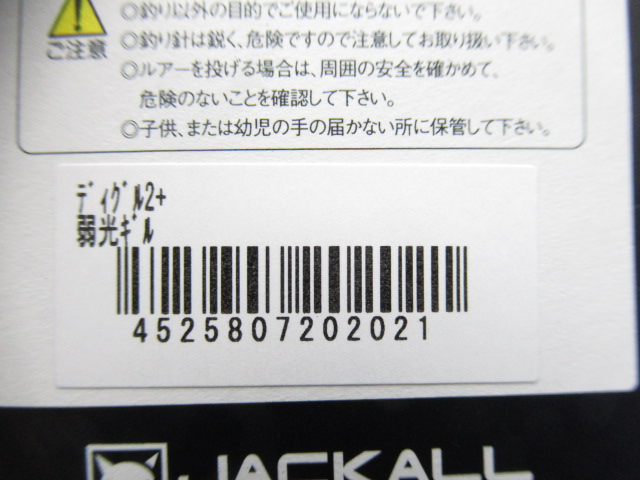 ◎釣り以外の目的でご使用にならないで下さい。
ご注意
◎釣り針は鋭く、危険ですので注意してお取り扱い下さい。
◎ルアーを投げる場合は、周囲の安全を確かめて、
危険のないことを確認して下さい。
◎子供、または幼児の手の届かない所に保管して下さい。
ﾃﾞｨｸﾞﾙ2+
弱光ｷﾞﾙ
4525807202021
JACKALL